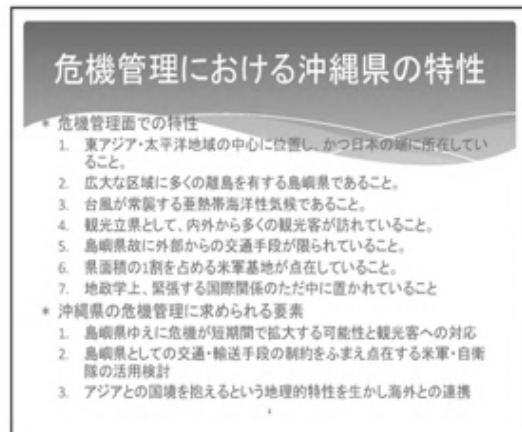 危機管理における沖縄県の特性
* 危機管理面での特性
1. 東アジア・太平洋地域の中心に位置し、かつ日本の端に所在してい
ること。
2. 広大な区域に多くの離島を有する島嶼県であること。
3. 台風が常襲する亜熱帯海洋性気候であること。
4. 観光立県として、内外から多くの観光客が訪れていること。
5. 島嶼県故に外部からの交通手段が限られていること。
6. 県面積の1割を占める米軍基地が点在していること。
7. 地政学上、緊張する国際関係のただ中に置かれていること
* 沖縄県の危機管理に求められる要素
1. 島嶼県ゆえに危機が短期間で拡大する可能性と観光客への対応
2. 島嶼県としての交通・輸送手段の制約をふまえ点在する米軍・自衛
隊の活用検討
3. アジアとの国境を抱えるという地理的特性を生かし海外との連携